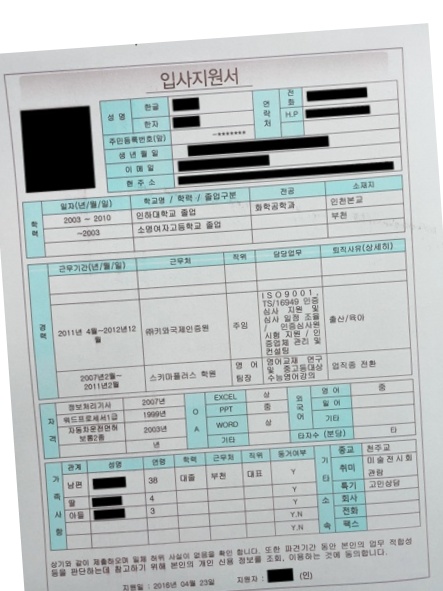 입사지원서
성 명 한글 연락처 전화
한자 H.P
주민등록번호(앞) -*******
생 년 월 일
이 메 일
현 주 소
학력 일자(년/월/일) 학교명 / 학력 / 졸업구분 전공 소재지
2003 ~ 2010 인하대학교 졸업 화학공학과 인천본교
~2003 소명여자고등학교 졸업 부천
경력 근무기간(년/월/일) 근무처 직위 담당업무 퇴직사유(상세히)
2011년 4월~2012년12월 ㈜키와국제인증원 주임 ISO9001, TS/16949 인증심사 지원 및 심사 일정 조율 / 인증심사원 시험 지원 / 인증업체 관리 및 컨설팅 출산/육아
2007년2월~2011년2월 스카마플러스 학원 영어팀장 영어교재 연구 및 중고등대상 수능영어강의 업직종 전환
자격 정보처리기사 2007년 OA EXCEL 상 외국어 영 어 중
워드프로세서1급 1999년 PPT 중 일 어
자동차운전면허 보통2종 2003년 WORD 상 기타
년 기타 타자수 (분당) 타
가족사항 관계 성명 연령 학력 근무처 직위 동거여부 기타 종교 천주교
남편 38 대졸 부천 대표 Y 취미 미술전시회 관람
딸 4 Y 특기 고인상담
아들 3 Y 소속 회사
Y.N 전화
Y.N 팩스
상기와 같이 제출하오며 일체 허위 사실이 없음을 확인 합니다. 또한 파견기간 동안 본인의 업무 적합성
등을 판단하는데 참고하기 위해 본인의 개인 신용 정보를 조회, 이용하는 것에 동의합니다.
지원일 : 2016년 04월 23일 지원자 : (인)